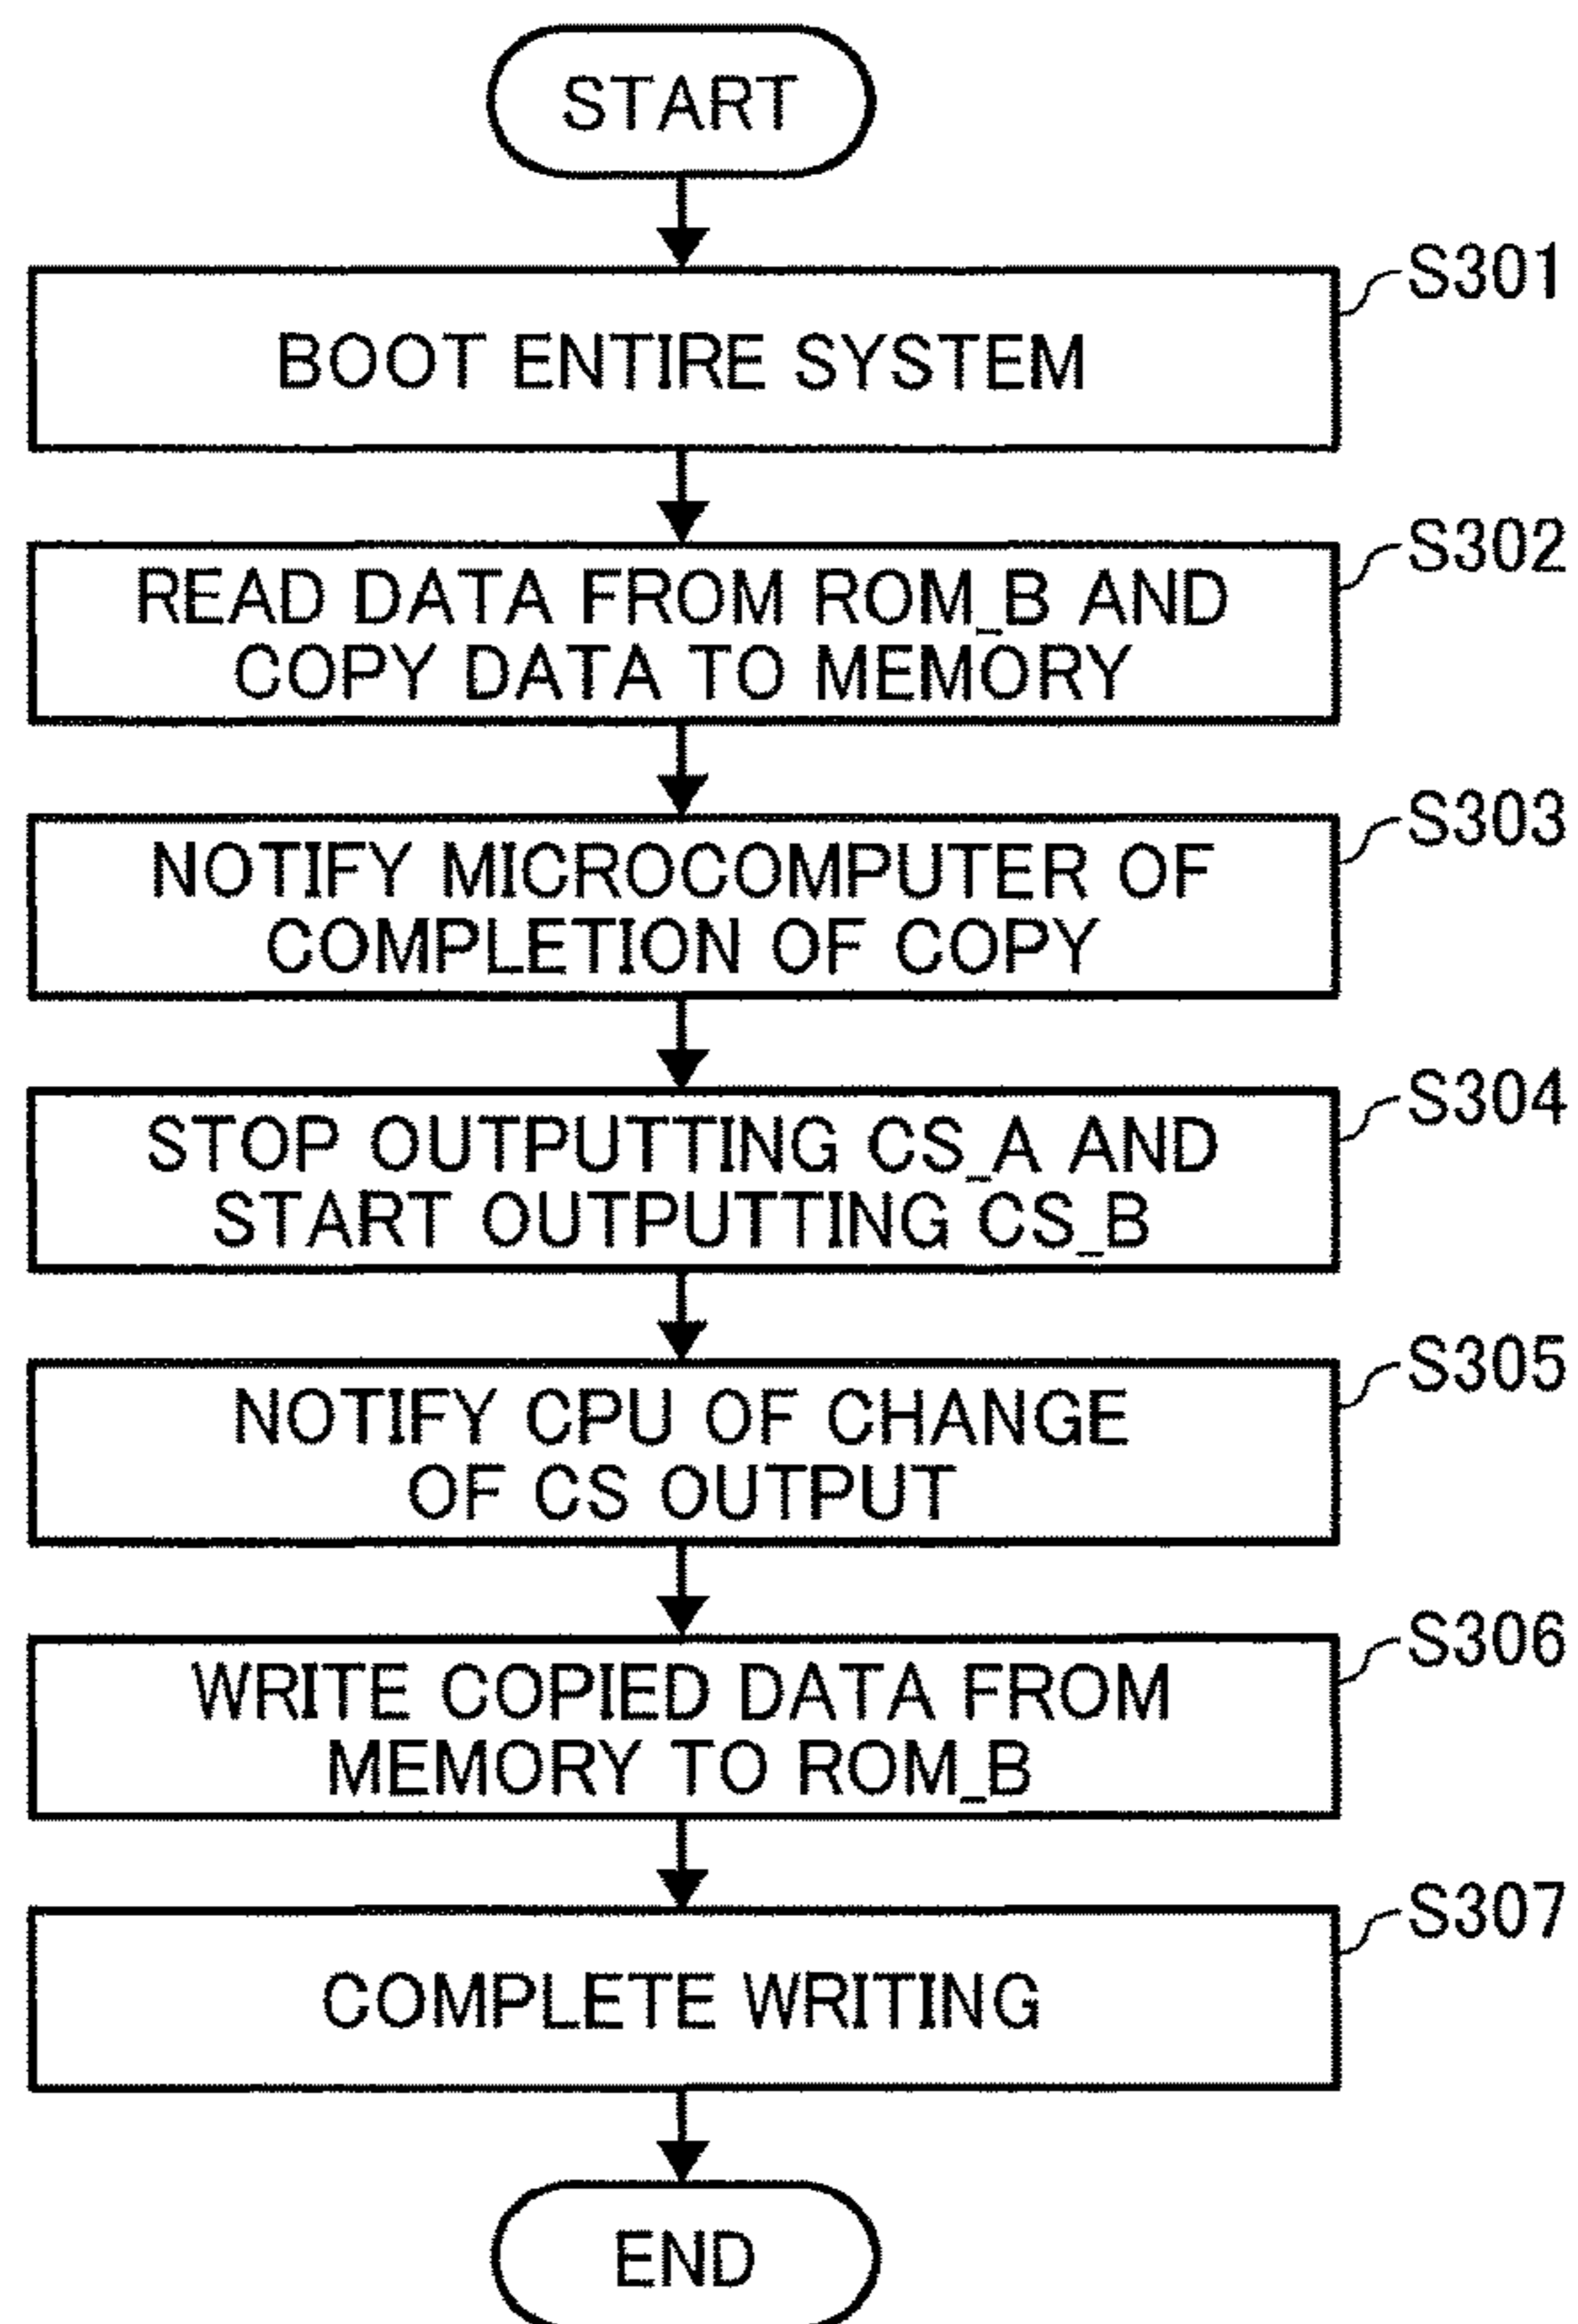 START
S301
BOOT ENTIRE SYSTEM
S302
READ DATA FROM ROM_B AND
COPY DATA TO MEMORY
S303
NOTIFY MICROCOMPUTER OF
COMPLETION OF COPY
S304
STOP OUTPUTTING CS_A AND
START OUTPUTTING CS_B
S305
NOTIFY CPU OF CHANGE
OF CS OUTPUT
S306
WRITE COPIED DATA FROM
MEMORY TO ROM_B
S307
COMPLETE WRITING
END